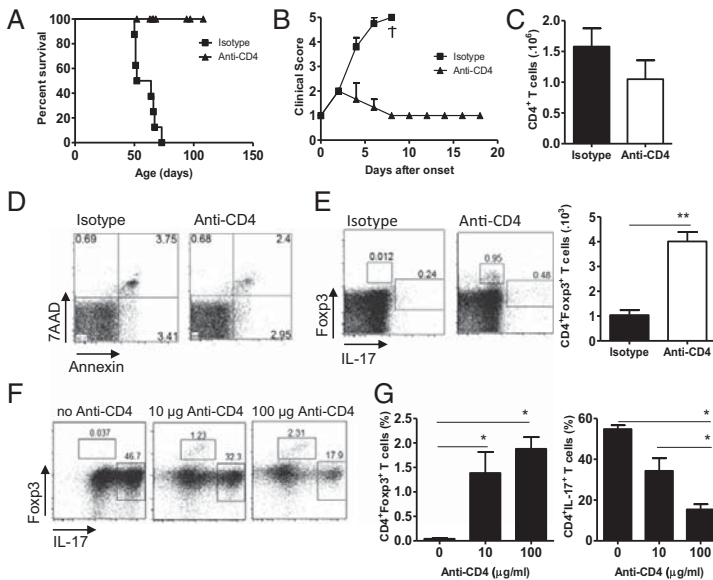 A
Percent survival
100
80
60
40
20
0
0 50 100 150
Age (days)
Isotype
Anti-CD4
B
Clinical Score
5
4
3
2
1
0
0 5 10 15 20
Days after onset
†
Isotype
Anti-CD4
C
CD4+ T cells (.10⁶)
2.0
1.5
1.0
0.5
0.0
Isotype Anti-CD4
D
Isotype Anti-CD4
0.69 3.75 0.68 2.4
3.41 2.95
7AAD
Annexin
E
Isotype Anti-CD4
0.012 0.95
0.24 0.48
Foxp3
IL-17
CD4+Foxp3+ T cells (.10³)
5
4
3
2
1
0
**
Isotype Anti-CD4
F
no Anti-CD4 10 µg Anti-CD4 100 µg Anti-CD4
0.037 1.23 2.31
46.7 32.3 17.9
Foxp3
IL-17
G
CD4+Foxp3+ T cells (%)
2.5
2.0
1.5
1.0
0.5
0.0
*
*
0 10 100
Anti-CD4 (µg/ml)
CD4+IL-17+ T cells (%)
60
40
20
0
*
*
0 10 100
Anti-CD4 (µg/ml)